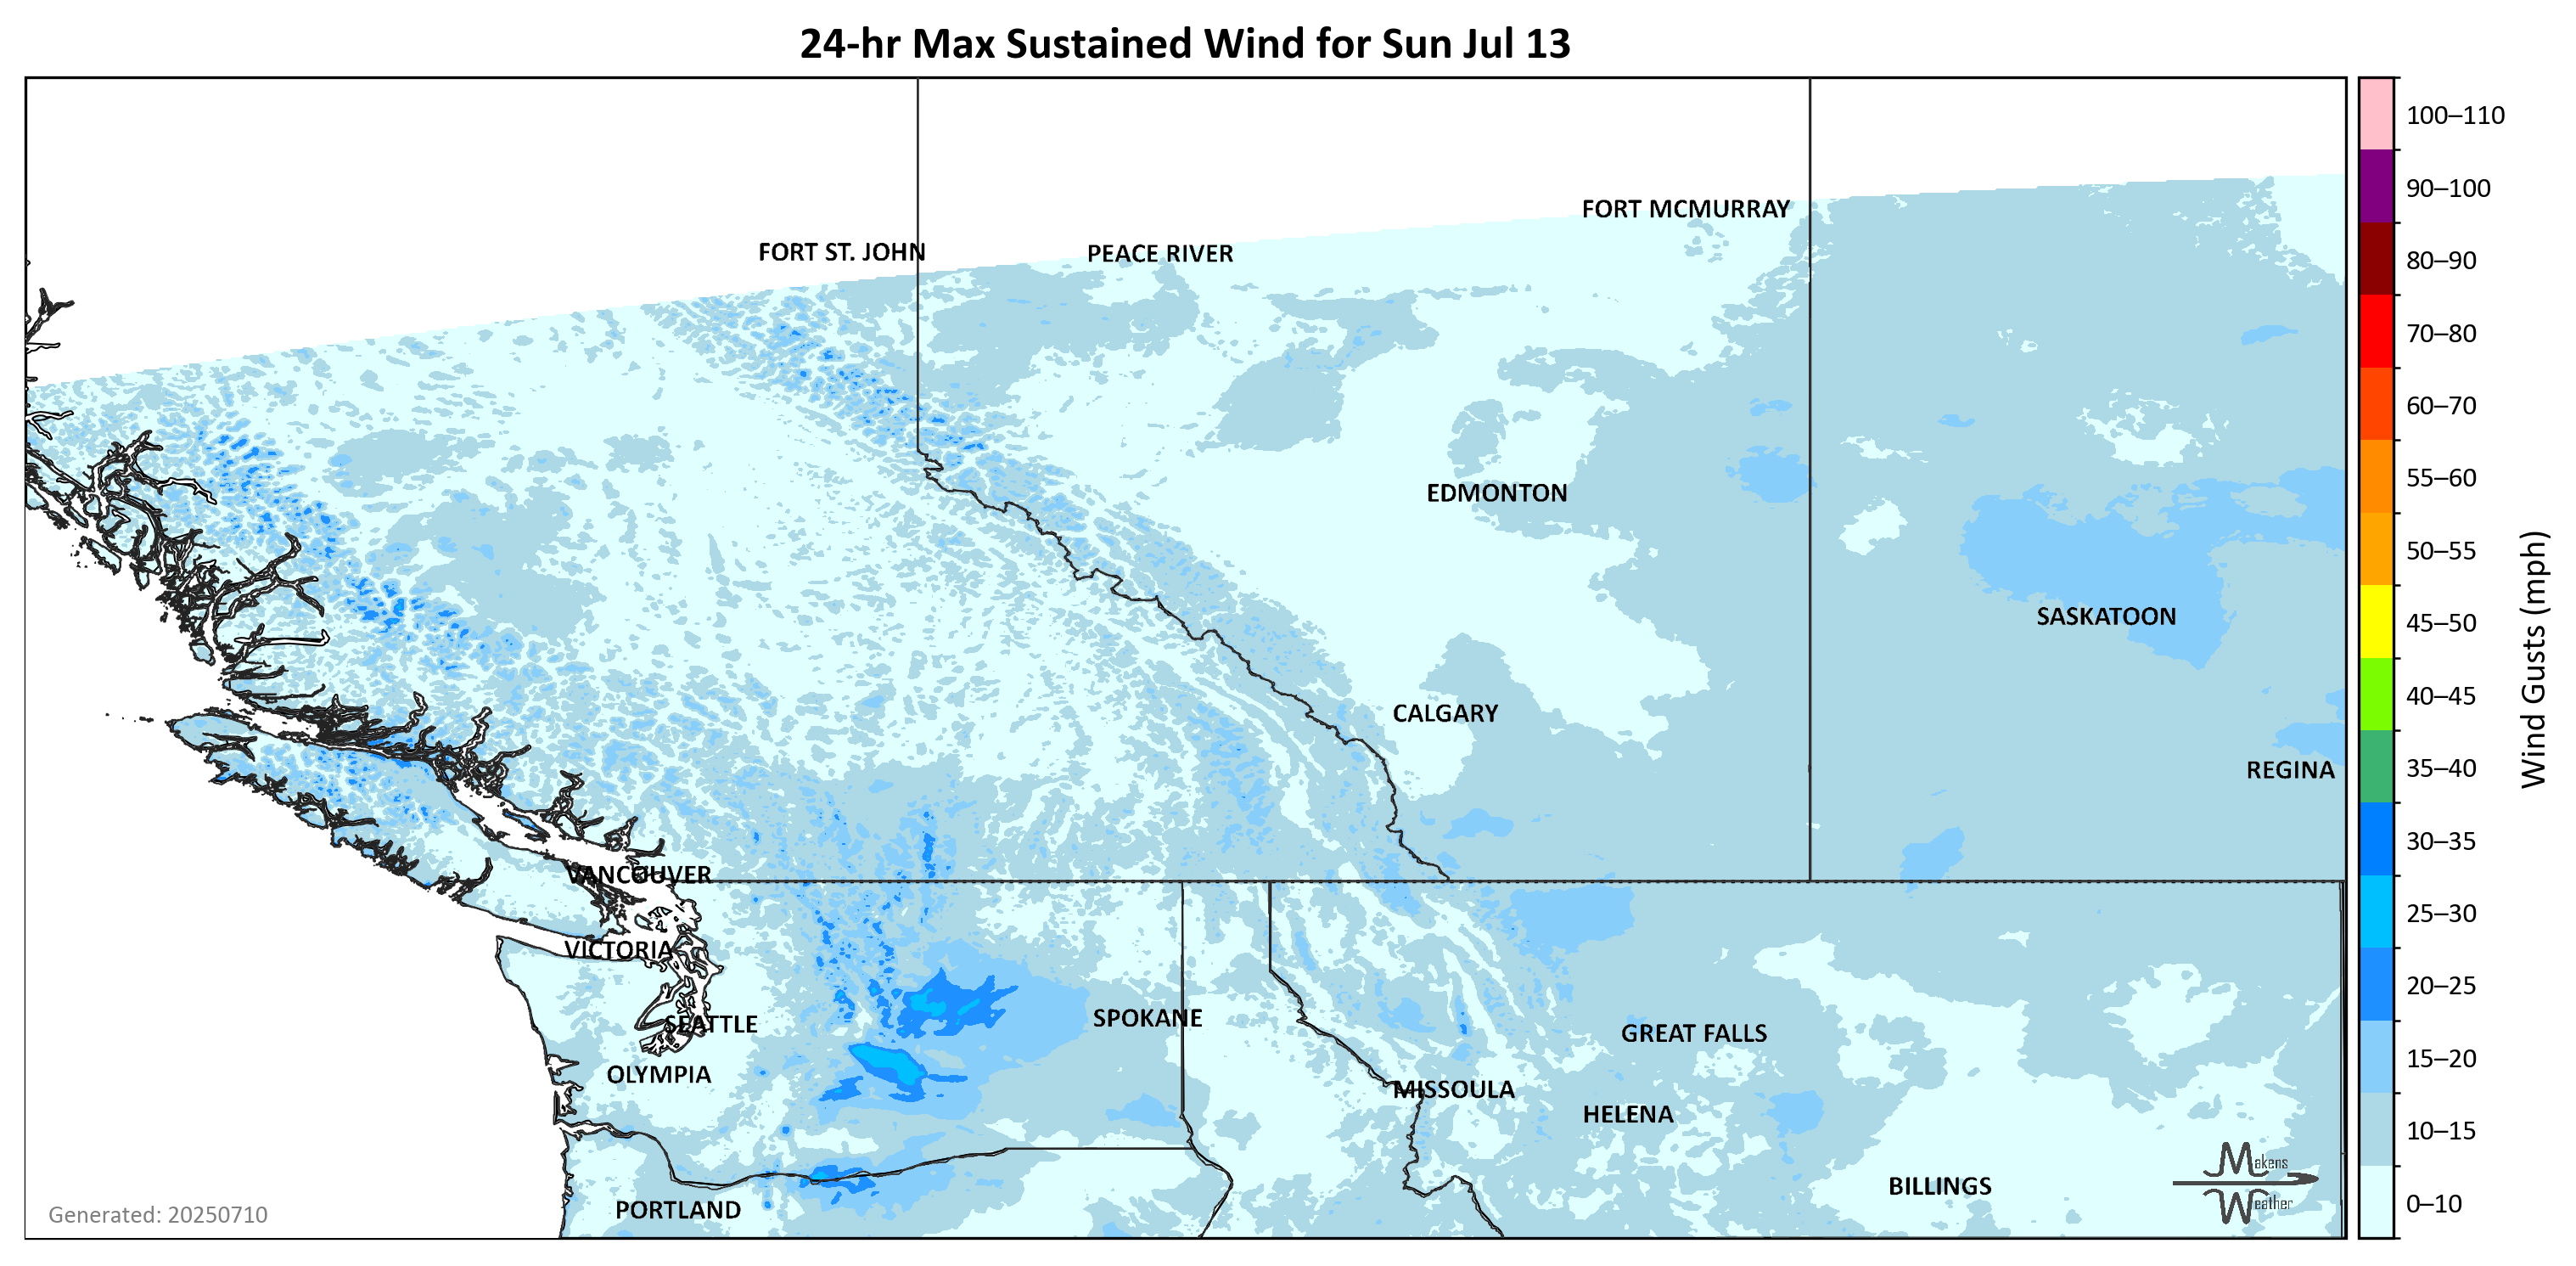 24-hr Max Sustained Wind for Sun Jul 13
100–110
90–100
80–90
70–80
60–70
55–60
50–55
45–50
40–45
35–40
30–35
25–30
20–25
15–20
10–15
0–10
Wind Gusts (mph)
FORT MCMURRAY
FORT ST. JOHN
PEACE RIVER
EDMONTON
SASKATOON
CALGARY
REGINA
VANCOUVER
VICTORIA
SEATTLE
SPOKANE
GREAT FALLS
OLYMPIA
MISSOULA
HELENA
BILLINGS
PORTLAND
Makens
Weather
Generated: 20250710